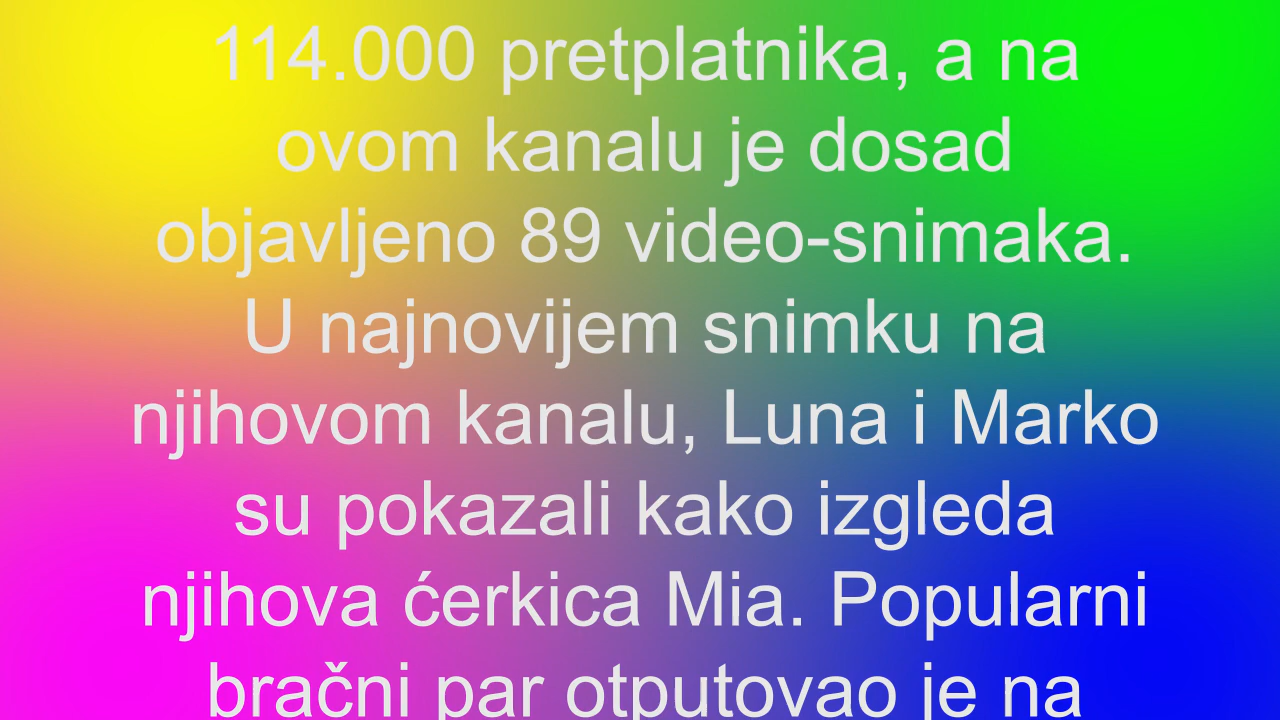 114.000 pretplatnika, a na
ovom kanalu je dosad
objavljeno 89 video-snimaka.
U najnovijem snimku na
njihovom kanalu, Luna i Marko
su pokazali kako izgleda
njihova ćerkica Mia. Popularni
bračni par otputovao je na